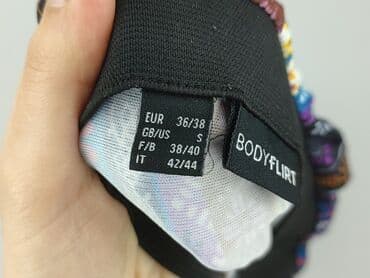 EUR 36/38
GB/US S
F/B 38/40
IT 42/44
BODYFLIRT